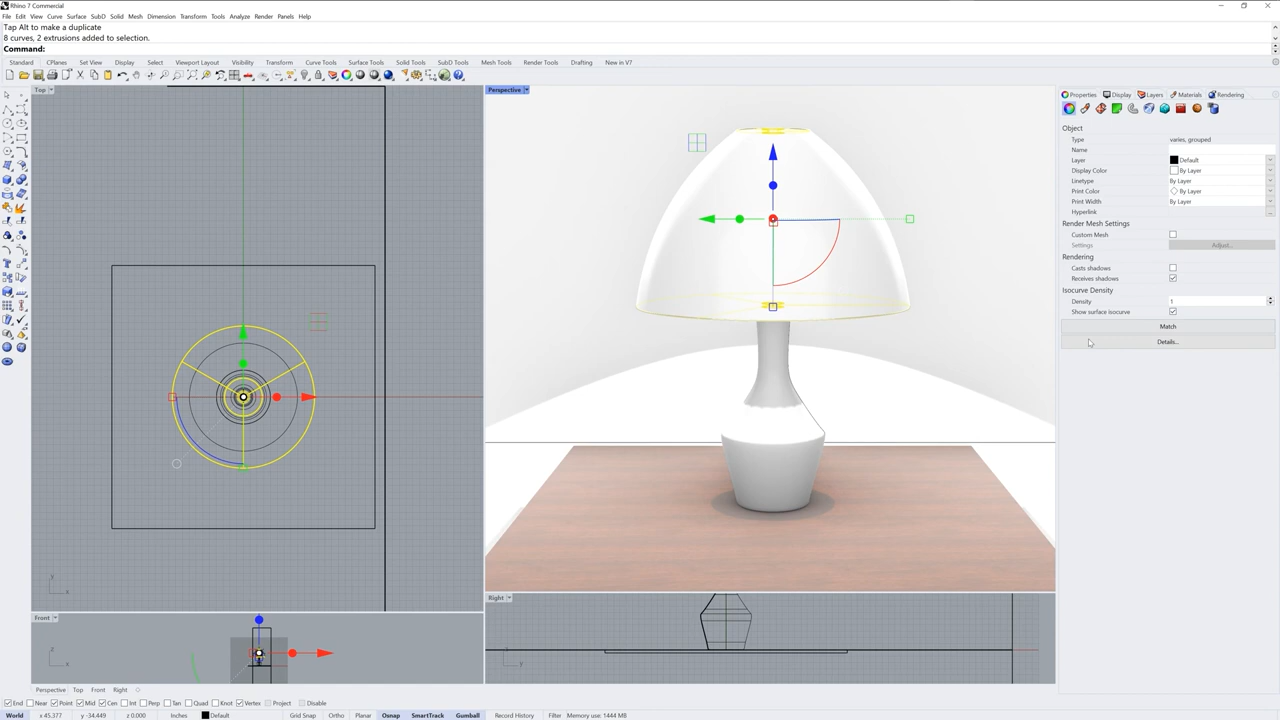 Rhino 7 Commercial
File Edit View Curve Surface SubD Solid Mesh Dimension Transform Tools Analyze Render Panels Help
Tap Alt to make a duplicate
8 curves, 2 extrusions added to selection.
Command:
Standard CPlanes Set View Display Select Viewport Layout Visibility Transform Curve Tools Surface Tools Solid Tools SubD Tools Mesh Tools Render Tools Drafting New in V7
Top
Perspective
Properties Display Layers Materials Rendering
Object
Type varies, grouped
Name
Layer Default
Display Color By Layer
Linetype By Layer
Print Color By Layer
Print Width By Layer
Hyperlink ...
Render Mesh Settings
Custom Mesh
Settings Adjust...
Rendering
Casts shadows
Receives shadows
Isocurve Density
Density 1
Show surface isocurve
Match
Details...
y
x
Right
Front
z
x
z
y
Perspective Top Front Right
End Near Point Mid Cen Int Perp Tan Quad Knot Vertex Project Disable
World x 45.377 y -34.449 z 0.000 Inches Default Grid Snap Ortho Planar Osnap SmartTrack Gumball Record History Filter Memory use: 1444 MB